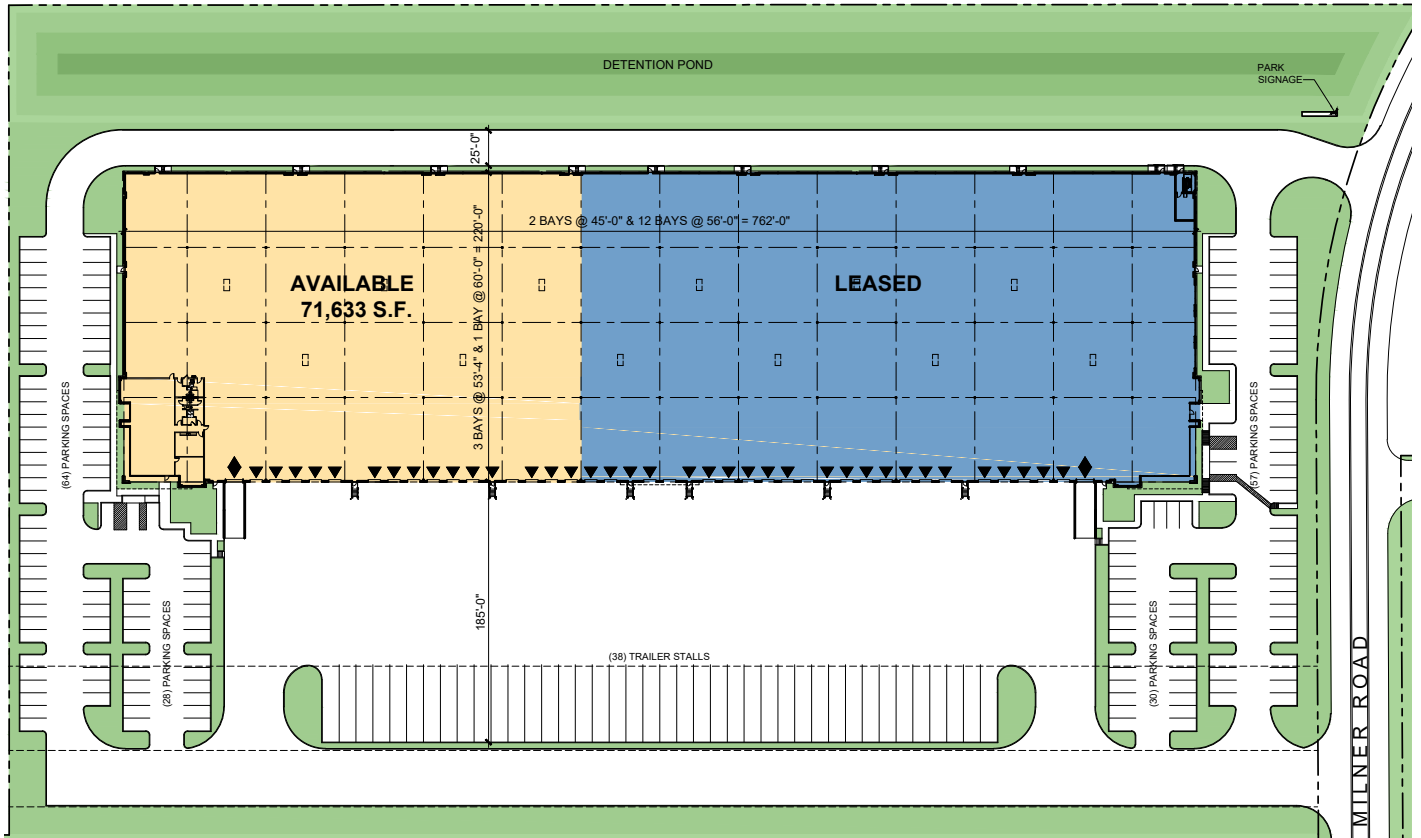 DETENTION POND
PARK
SIGNAGE
25'-0"
2 BAYS @ 45'-0" & 12 BAYS @ 56'-0" = 762'-0"
3 BAYS @ 53'-4" & 1 BAY @ 60'-0" = 220'-0"
AVAILABLE
71,633 S.F.
LEASED
(64) PARKING SPACES
(57) PARKING SPACES
185'-0"
(28) PARKING SPACES
(38) TRAILER STALLS
(30) PARKING SPACES
MILNER ROAD